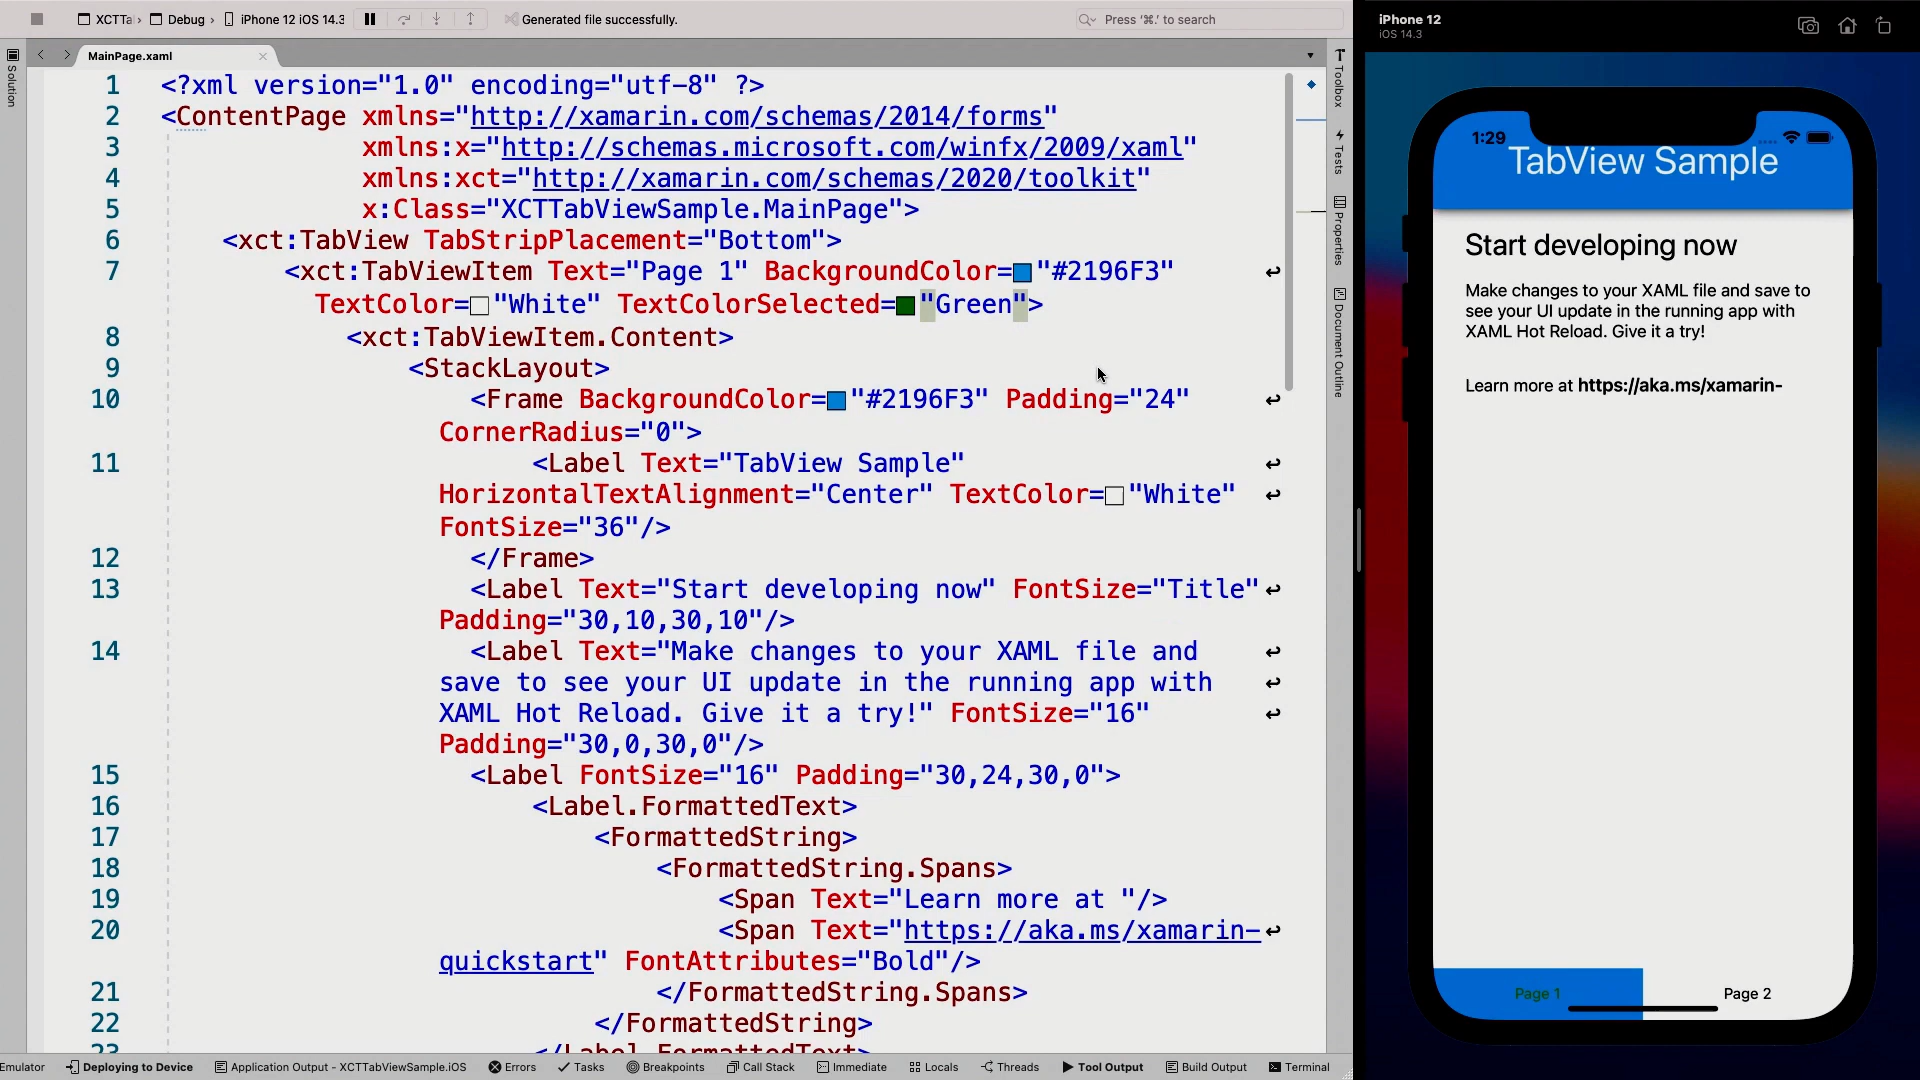 XCTTa
Debug
iPhone 12 iOS 14.3
Generated file successfully.
Press '⌘.' to search
MainPage.xaml
Solution
1 <?xml version="1.0" encoding="utf-8" ?>
2 <ContentPage xmlns="http://xamarin.com/schemas/2014/forms"
3 xmlns:x="http://schemas.microsoft.com/winfx/2009/xaml"
4 xmlns:xct="http://xamarin.com/schemas/2020/toolkit"
5 x:Class="XCTTabViewSample.MainPage">
6 <xct:TabView TabStripPlacement="Bottom">
7 <xct:TabViewItem Text="Page 1" BackgroundColor="#2196F3"
TextColor="White" TextColorSelected="Green">
8 <xct:TabViewItem.Content>
9 <StackLayout>
10 <Frame BackgroundColor="#2196F3" Padding="24"
CornerRadius="0">
11 <Label Text="TabView Sample"
HorizontalTextAlignment="Center" TextColor="White"
FontSize="36"/>
12 </Frame>
13 <Label Text="Start developing now" FontSize="Title"
Padding="30,10,30,10"/>
14 <Label Text="Make changes to your XAML file and
save to see your UI update in the running app with
XAML Hot Reload. Give it a try!" FontSize="16"
Padding="30,0,30,0"/>
15 <Label FontSize="16" Padding="30,24,30,0">
16 <Label.FormattedText>
17 <FormattedString>
18 <FormattedString.Spans>
19 <Span Text="Learn more at "/>
20 <Span Text="https://aka.ms/xamarin-
quickstart" FontAttributes="Bold"/>
21 </FormattedString.Spans>
22 </FormattedString>
23 </Label.FormattedText>
Toolbox
Tests
Properties
Document Outline
Emulator
Deploying to Device
Application Output - XCTTabViewSample.iOS
Errors
Tasks
Breakpoints
Call Stack
Immediate
Locals
Threads
Tool Output
Build Output
Terminal
iPhone 12
iOS 14.3
1:29
TabView Sample
Start developing now
Make changes to your XAML file and save to
see your UI update in the running app with
XAML Hot Reload. Give it a try!
Learn more at https://aka.ms/xamarin-
Page 1
Page 2